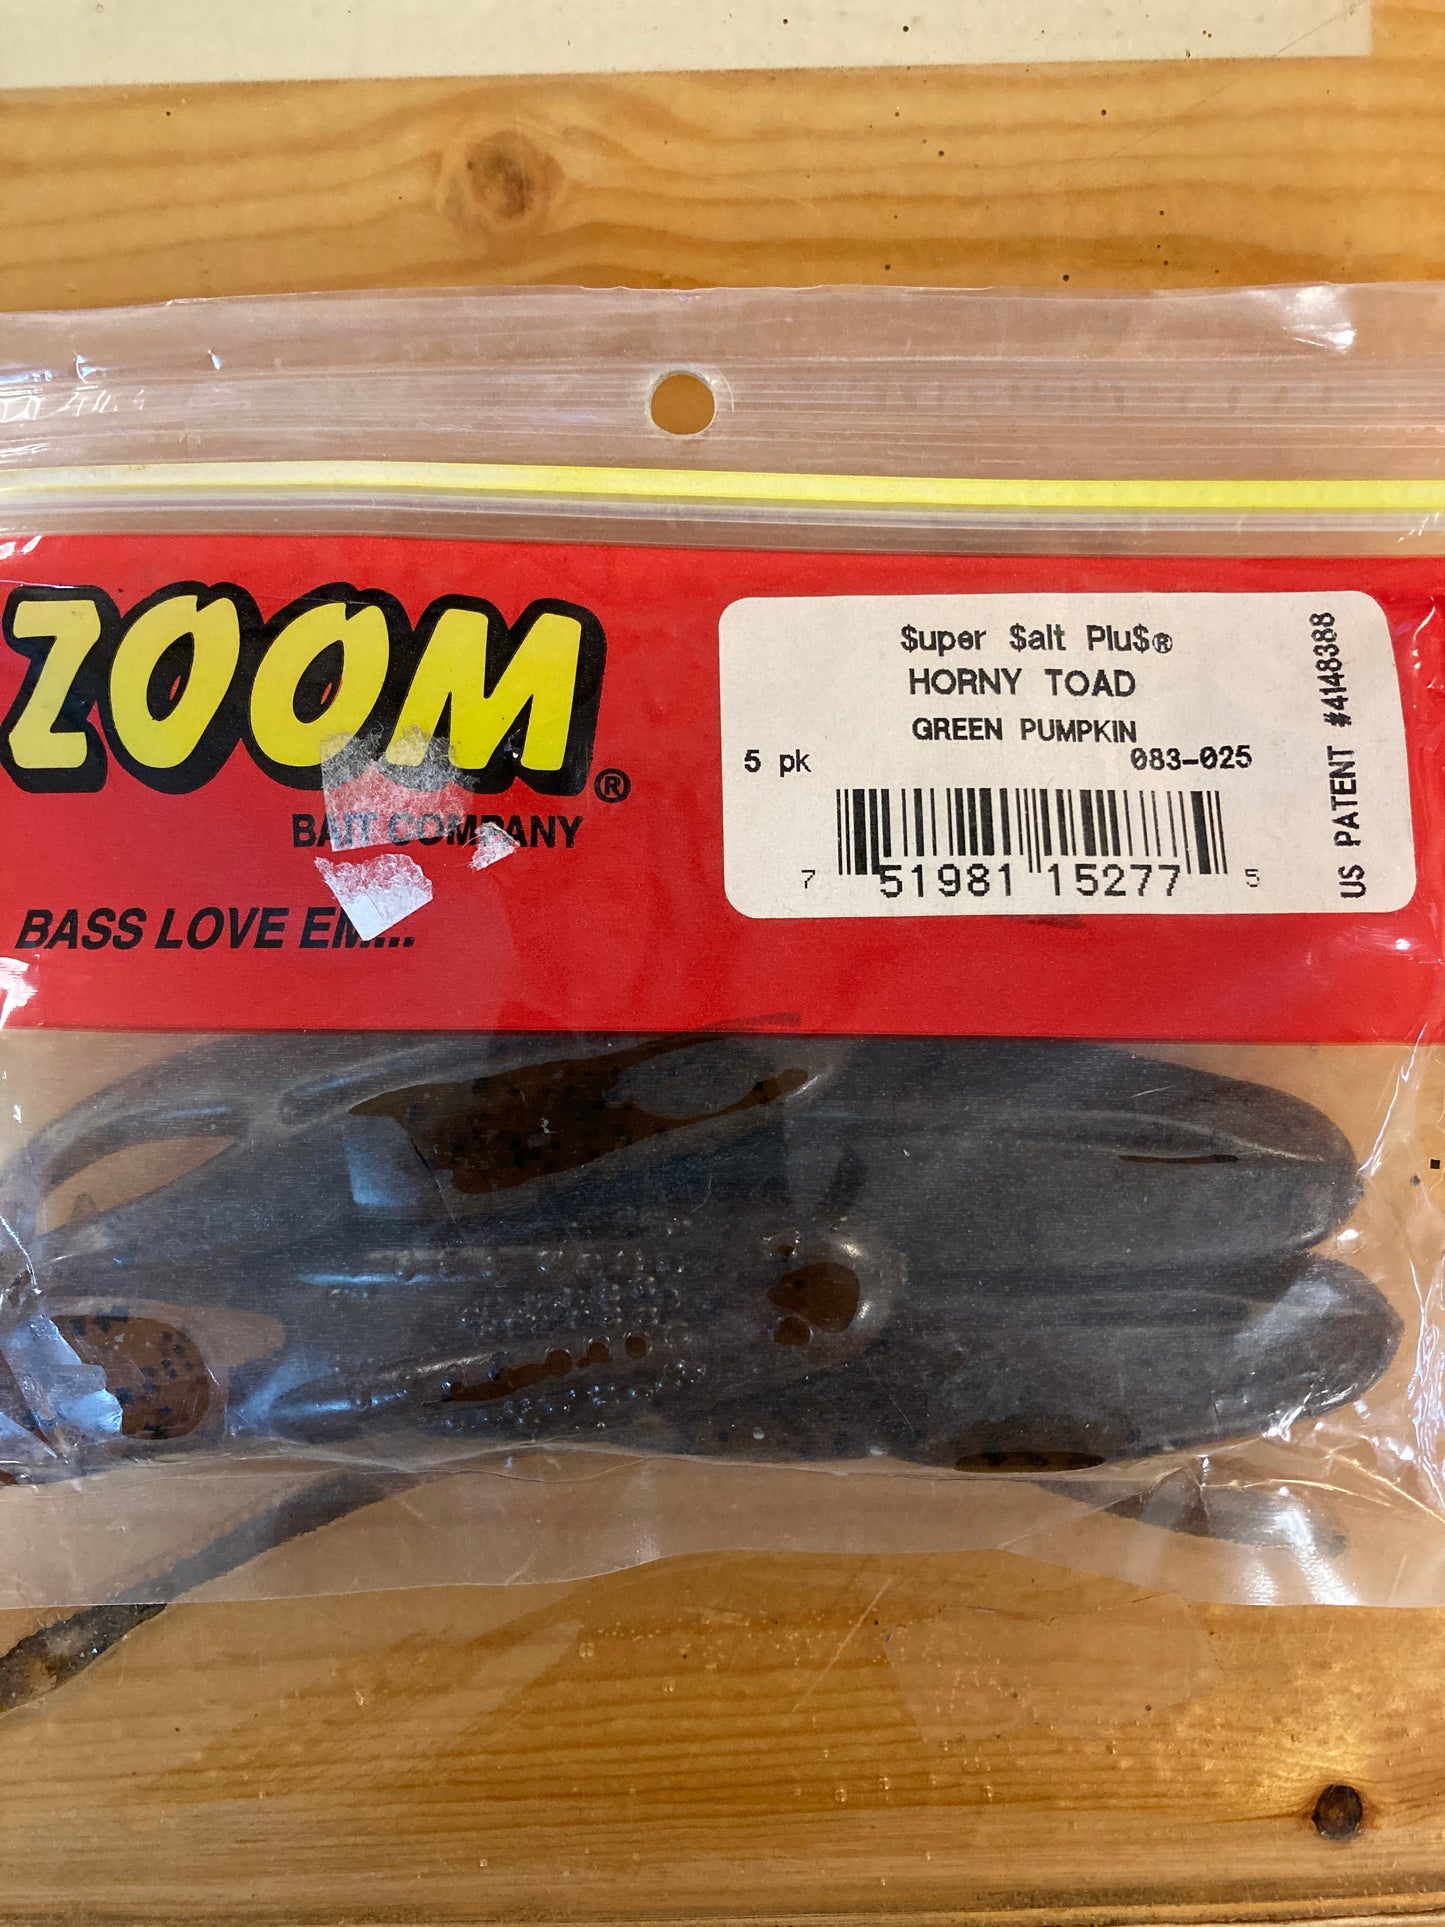 ZOOM®
BAIT COMPANY
BASS LOVE EM...
$uper $alt Plu$®
HORNY TOAD
GREEN PUMPKIN
5 pk 083-025
7 51981 15277 5
US PATENT #4148388